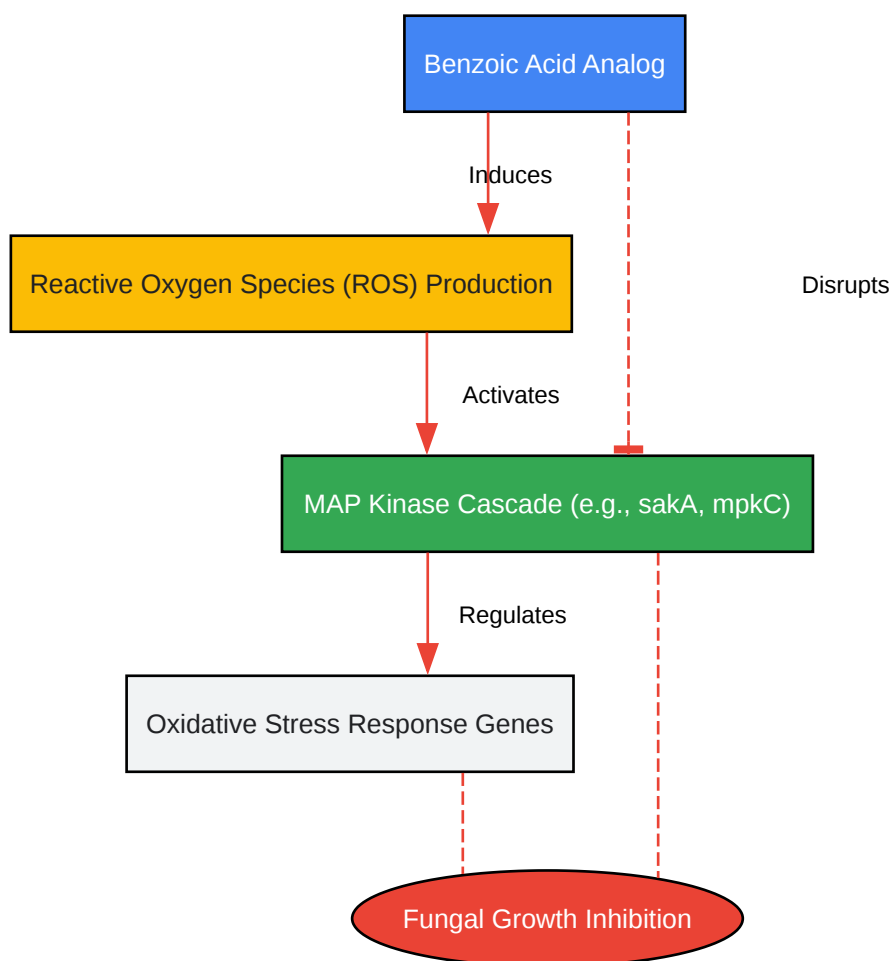 Benzoic Acid Analog
Induces
Reactive Oxygen Species (ROS) Production
Disrupts
Activates
MAP Kinase Cascade (e.g., sakA, mpkC)
Regulates
Oxidative Stress Response Genes
Fungal Growth Inhibition